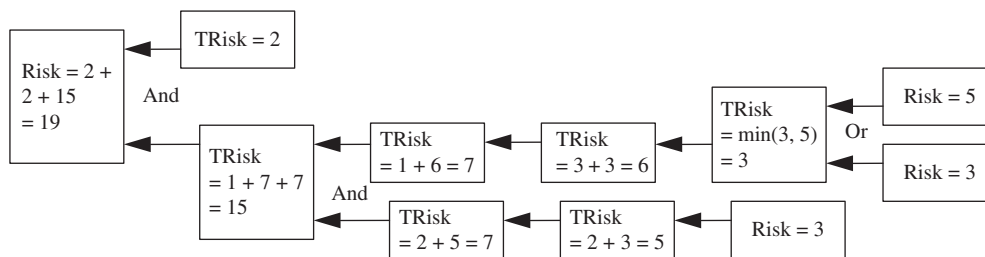 TRisk = 2
Risk = 2 +
2 + 15
= 19
And
Risk = 5
TRisk
= min(3, 5)
= 3
Or
TRisk
= 1 + 6 = 7
TRisk
= 3 + 3 = 6
TRisk
= 1 + 7 + 7
= 15
Risk = 3
And
TRisk
= 2 + 5 = 7
TRisk
= 2 + 3 = 5
Risk = 3